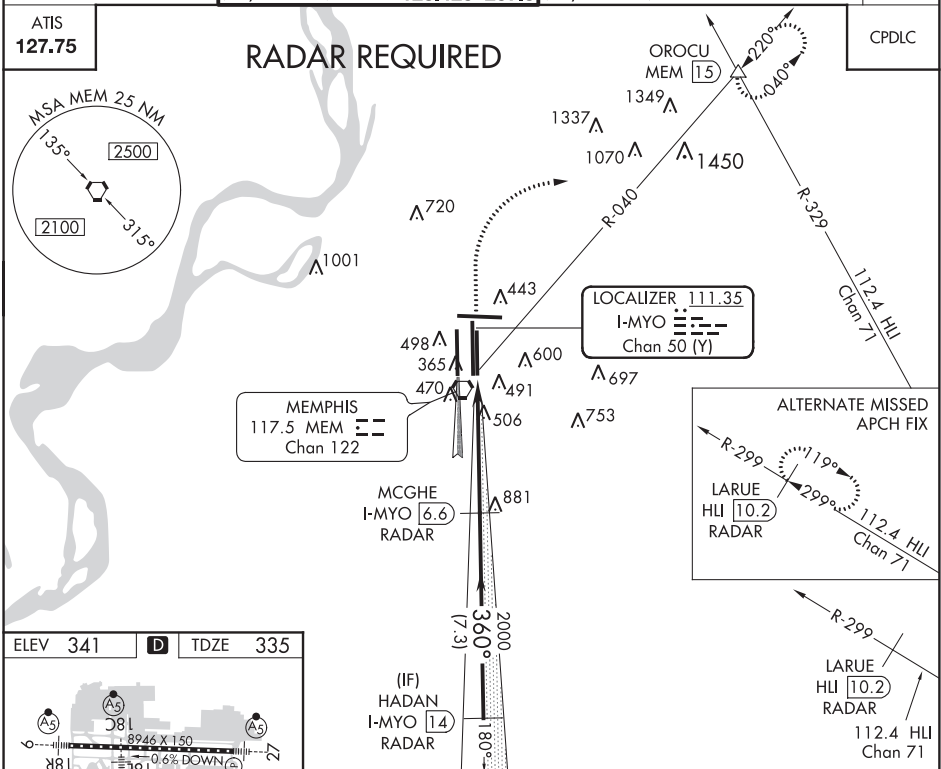 ATIS
127.75
RADAR REQUIRED
CPDLC
OROCU
MEM 15
220°
040°
MSA MEM 25 NM
135°
2500
2100
315°
1349
1337
1070
1450
720
1001
R-040
R-329
112.4 HLI
Chan 71
443
LOCALIZER 111.35
I-MYO
Chan 50 (Y)
498
365
470
600
491
697
506
753
MEMPHIS
117.5 MEM
Chan 122
ALTERNATE MISSED
APCH FIX
R-299
119°
299°
LARUE
HLI 10.2
RADAR
112.4 HLI
Chan 71
MCGHE
I-MYO 6.6
RADAR
881
2000
360°
(7.3)
R-299
LARUE
HLI 10.2
RADAR
112.4 HLI
Chan 71
(IF)
HADAN
I-MYO 14
RADAR
180°
ELEV 341
D
TDZE 335
A5
A5
A5
18C
9
8946 X 150
27
0.6% DOWN
18R
P